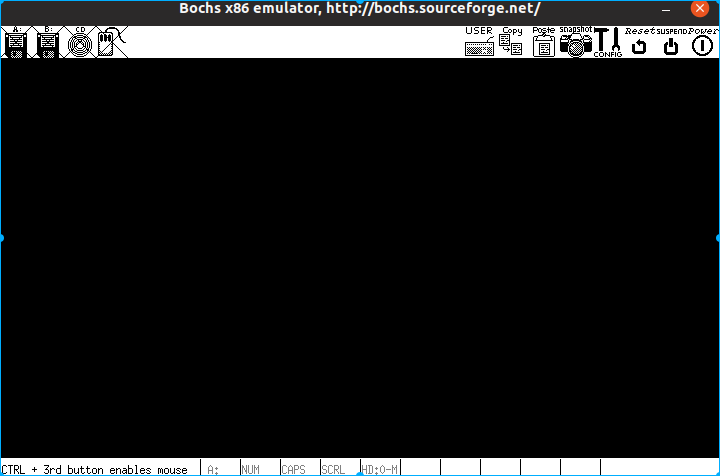 Bochs x86 emulator, http://bochs.sourceforge.net/
A: B: CD USER Copy Paste snapshot CONFIG Reset SUSPEND Power
CTRL + 3rd button enables mouse A: NUM CAPS SCRL HD:0-M